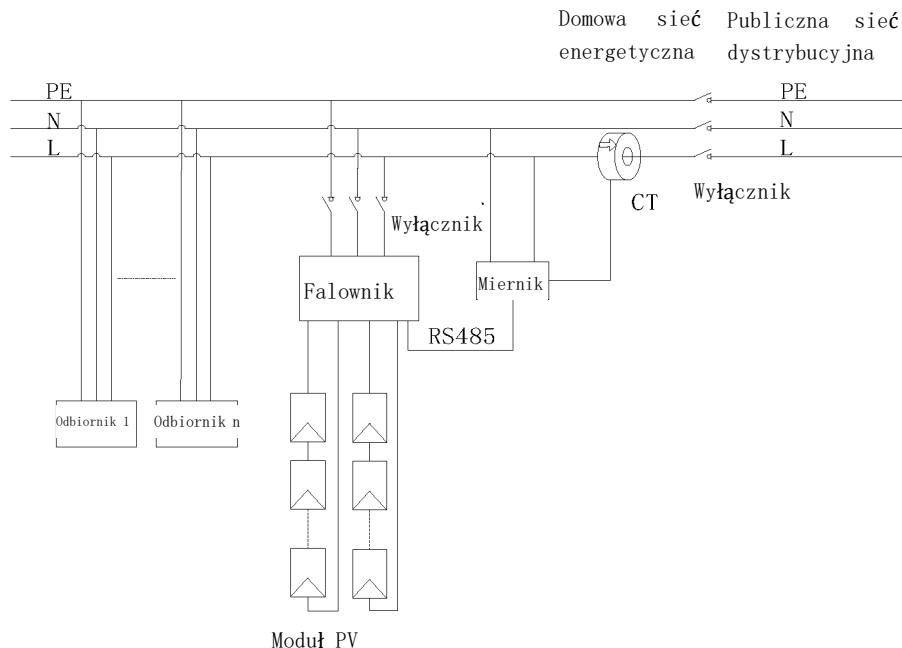 Domowa sieć
energetyczna
Publiczna sieć
dystrybucyjna
PE
PE
N
N
L
L
CT
Wyłącznik
Wyłącznik
Falownik
Miernik
RS485
Odbiornik 1
Odbiornik n
Moduł PV